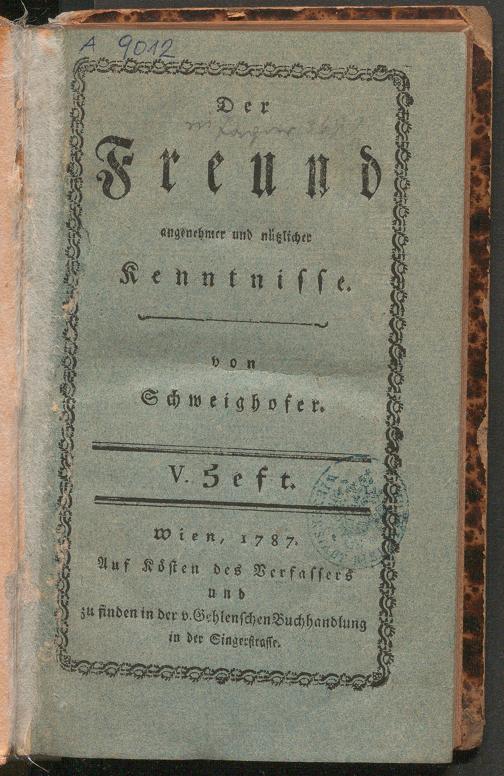 A 9012
Der
Freund
angenehmer und nützlicher
Kenntnisse.
von
Schweighofer.
V. Heft.
Wien, 1787.
Auf Kösten des Verfassers
und
zu finden in der v. Gehlenschen Buchhandlung
in der Singerstrasse.